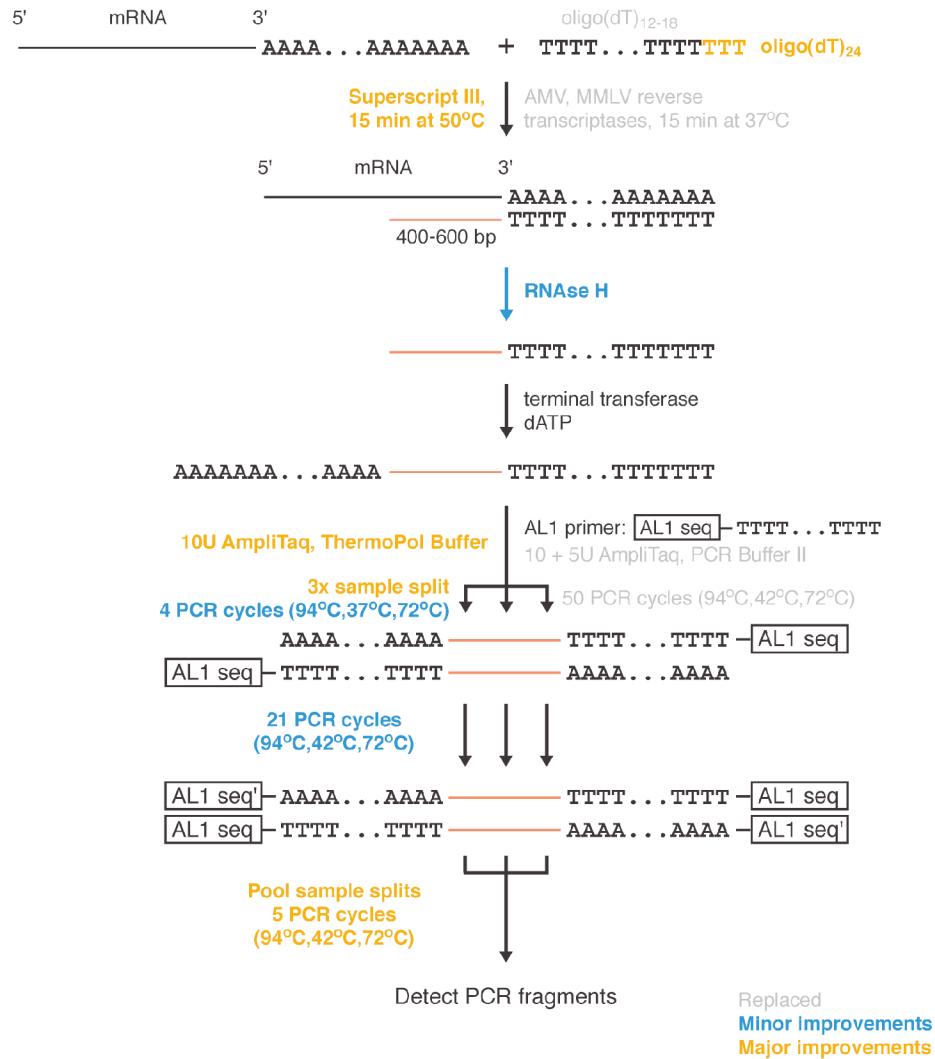 5' mRNA 3' oligo(dT)12-18
AAAA...AAAAAAA + TTTT...TTTTTTT oligo(dT)24
Superscript III, AMV, MMLV reverse
15 min at 50°C transcriptases, 15 min at 37°C
5' mRNA 3'
AAAA...AAAAAAA
TTTT...TTTTTTT
400-600 bp
RNAse H
TTTT...TTTTTTT
terminal transferase
dATP
AAAAAAA...AAAA TTTT...TTTTTTT
AL1 primer: AL1 seq TTTT...TTTT
10U AmpliTaq, ThermoPol Buffer 10 + 5U AmpliTaq, PCR Buffer II
3x sample split
4 PCR cycles (94°C,37°C,72°C) 50 PCR cycles (94°C,42°C,72°C)
AAAA...AAAA TTTT...TTTT AL1 seq
AL1 seq TTTT...TTTT AAAA...AAAA
21 PCR cycles
(94°C,42°C,72°C)
AL1 seq' AAAA...AAAA TTTT...TTTT AL1 seq
AL1 seq TTTT...TTTT AAAA...AAAA AL1 seq'
Pool sample splits
5 PCR cycles
(94°C,42°C,72°C)
Detect PCR fragments
Replaced
Minor improvements
Major improvements